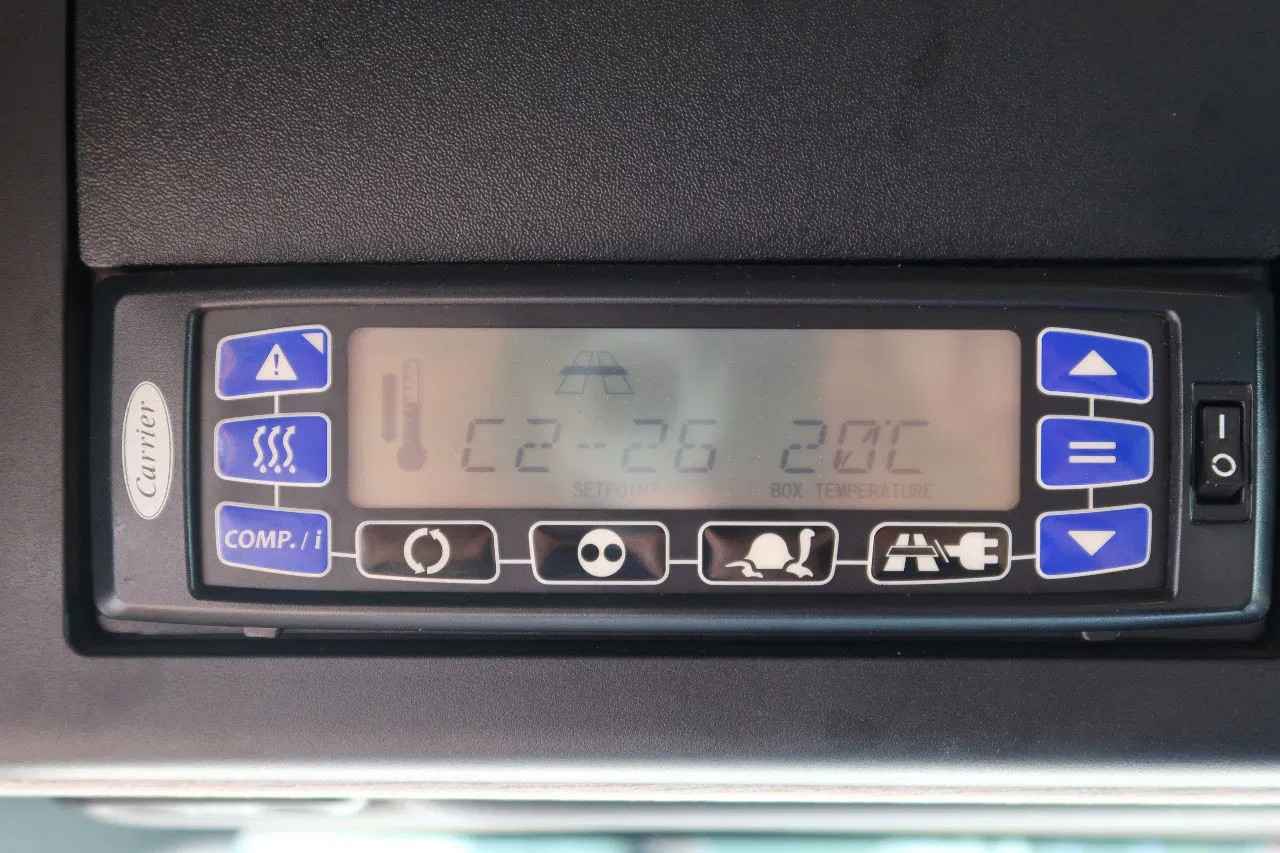 Carrier
C2 -26 20°C
SETPOINT BOX TEMPERATURE
COMP. / i